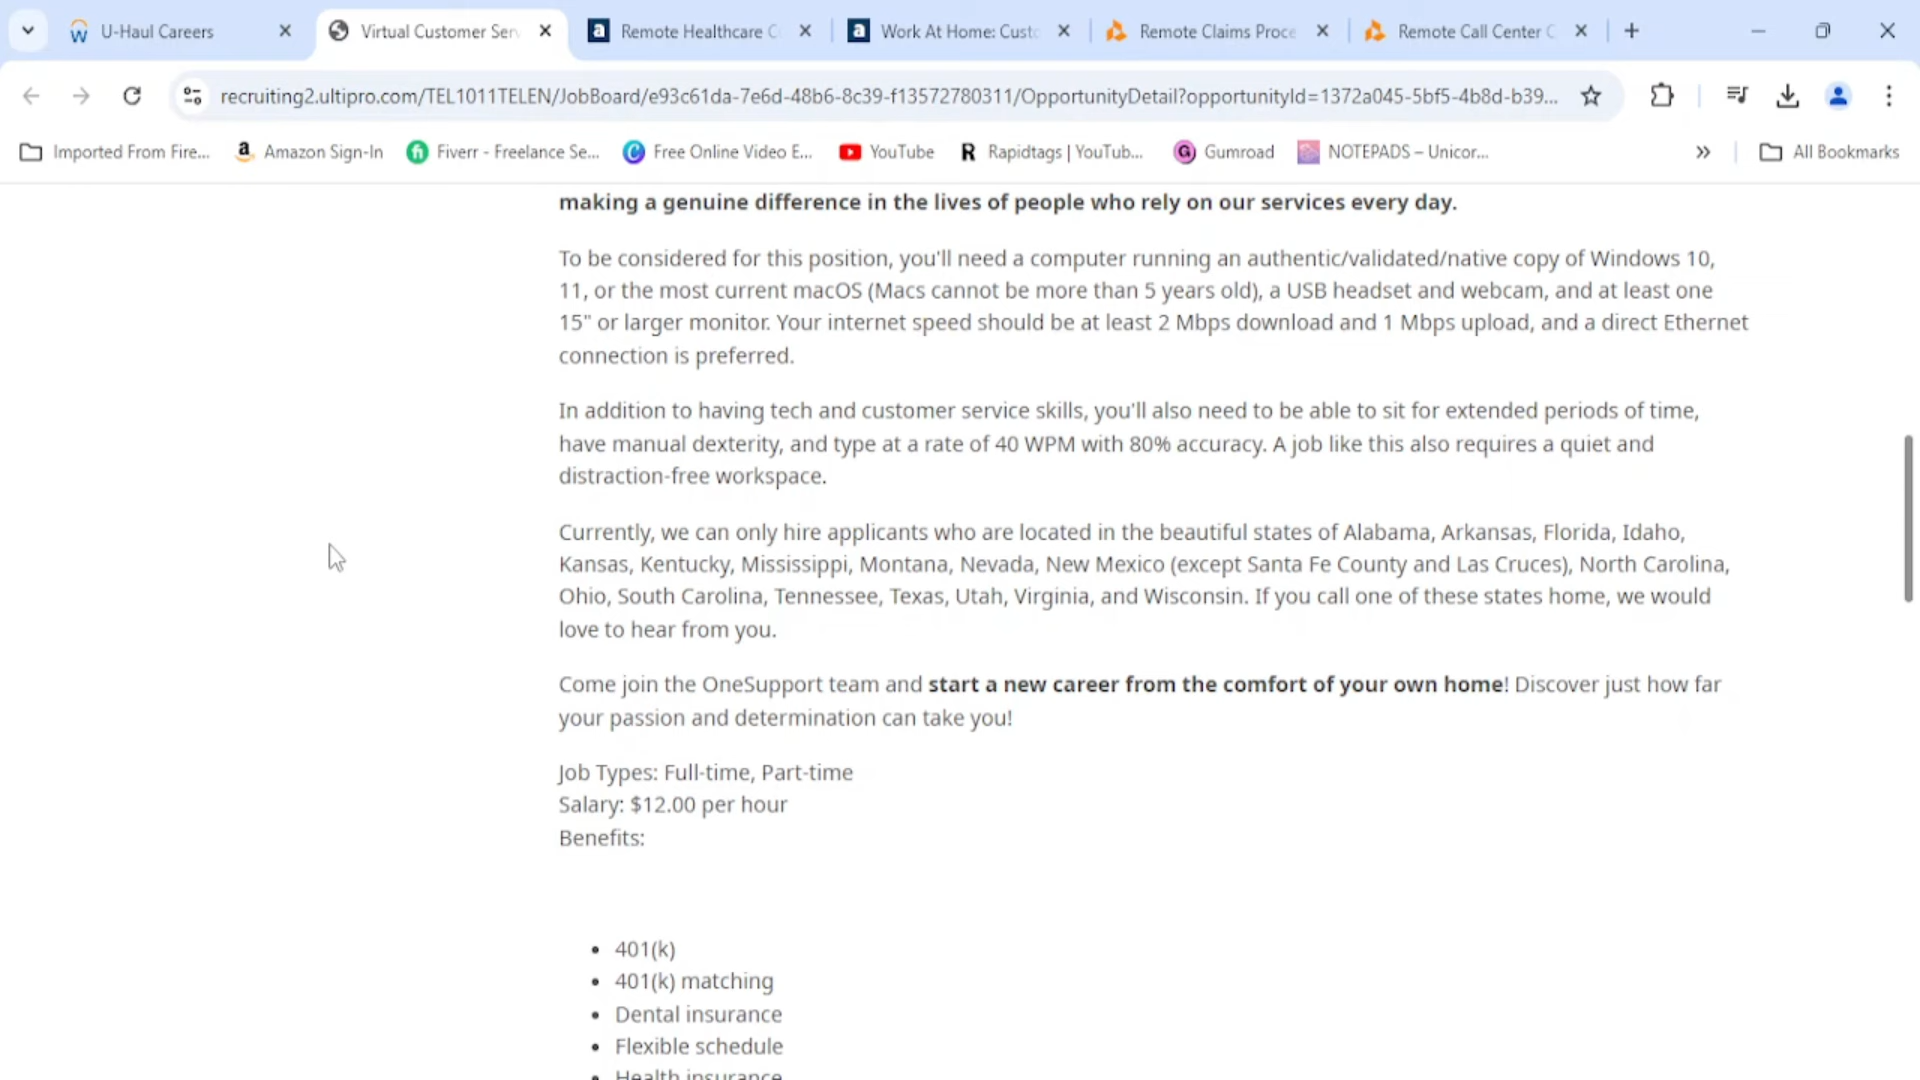 U-Haul Careers
Virtual Customer Serv
Remote Healthcare C
Work At Home: Custo
Remote Claims Proce
Remote Call Center C
recruiting2.ultipro.com/TEL1011TELEN/JobBoard/e93c61da-7e6d-48b6-8c39-f13572780311/OpportunityDetail?opportunityId=1372a045-5bf5-4b8d-b39...
Imported From Fire...
Amazon Sign-In
Fiverr - Freelance Se...
Free Online Video E...
YouTube
Rapidtags | YouTub...
Gumroad
NOTEPADS – Unicor...
»
All Bookmarks
making a genuine difference in the lives of people who rely on our services every day.
To be considered for this position, you'll need a computer running an authentic/validated/native copy of Windows 10,
11, or the most current macOS (Macs cannot be more than 5 years old), a USB headset and webcam, and at least one
15" or larger monitor. Your internet speed should be at least 2 Mbps download and 1 Mbps upload, and a direct Ethernet
connection is preferred.
In addition to having tech and customer service skills, you'll also need to be able to sit for extended periods of time,
have manual dexterity, and type at a rate of 40 WPM with 80% accuracy. A job like this also requires a quiet and
distraction-free workspace.
Currently, we can only hire applicants who are located in the beautiful states of Alabama, Arkansas, Florida, Idaho,
Kansas, Kentucky, Mississippi, Montana, Nevada, New Mexico (except Santa Fe County and Las Cruces), North Carolina,
Ohio, South Carolina, Tennessee, Texas, Utah, Virginia, and Wisconsin. If you call one of these states home, we would
love to hear from you.
Come join the OneSupport team and start a new career from the comfort of your own home! Discover just how far
your passion and determination can take you!
Job Types: Full-time, Part-time
Salary: $12.00 per hour
Benefits:
• 401(k)
• 401(k) matching
• Dental insurance
• Flexible schedule
• Health insurance